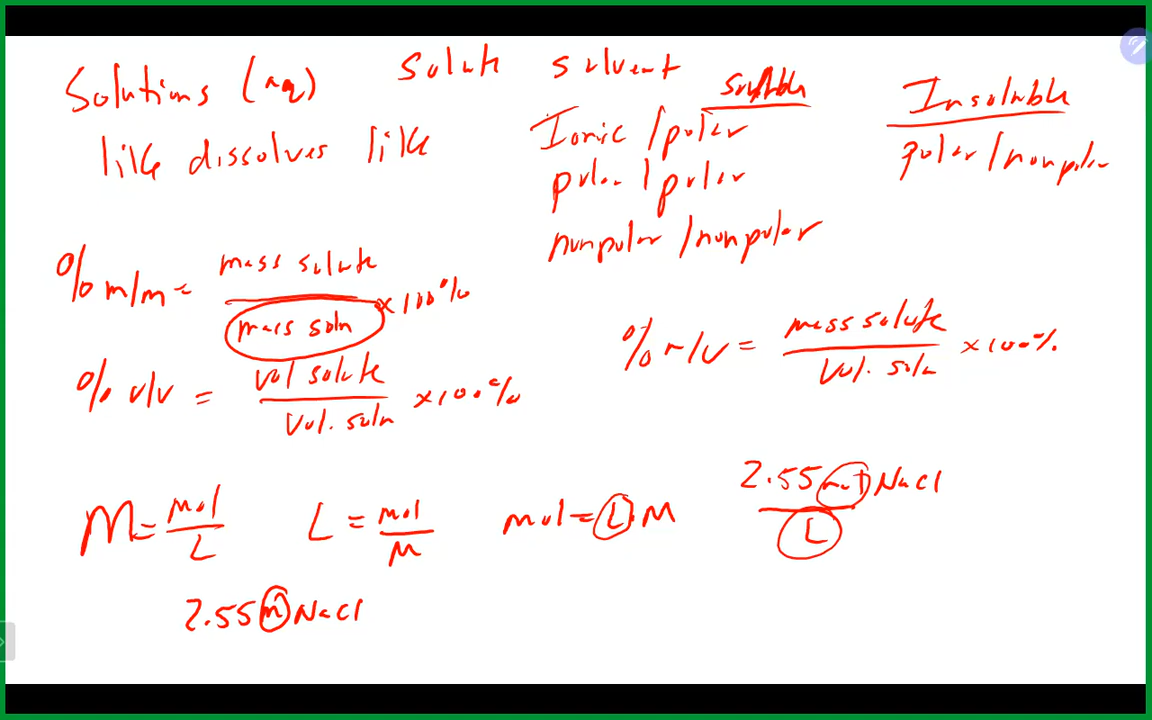 Solutions (aq)
solute solvent
like dissolves like
soluble
Ionic / polar
polar / polar
nonpolar / nonpolar
Insoluble
polar / nonpolar
% m/m = mass solute / mass soln × 100%
% v/v = vol solute / vol. soln × 100%
% m/v = mass solute / vol. soln × 100%
M = mol / L
L = mol / M
mol = L · M
2.55 mol NaCl / L
2.55 m NaCl